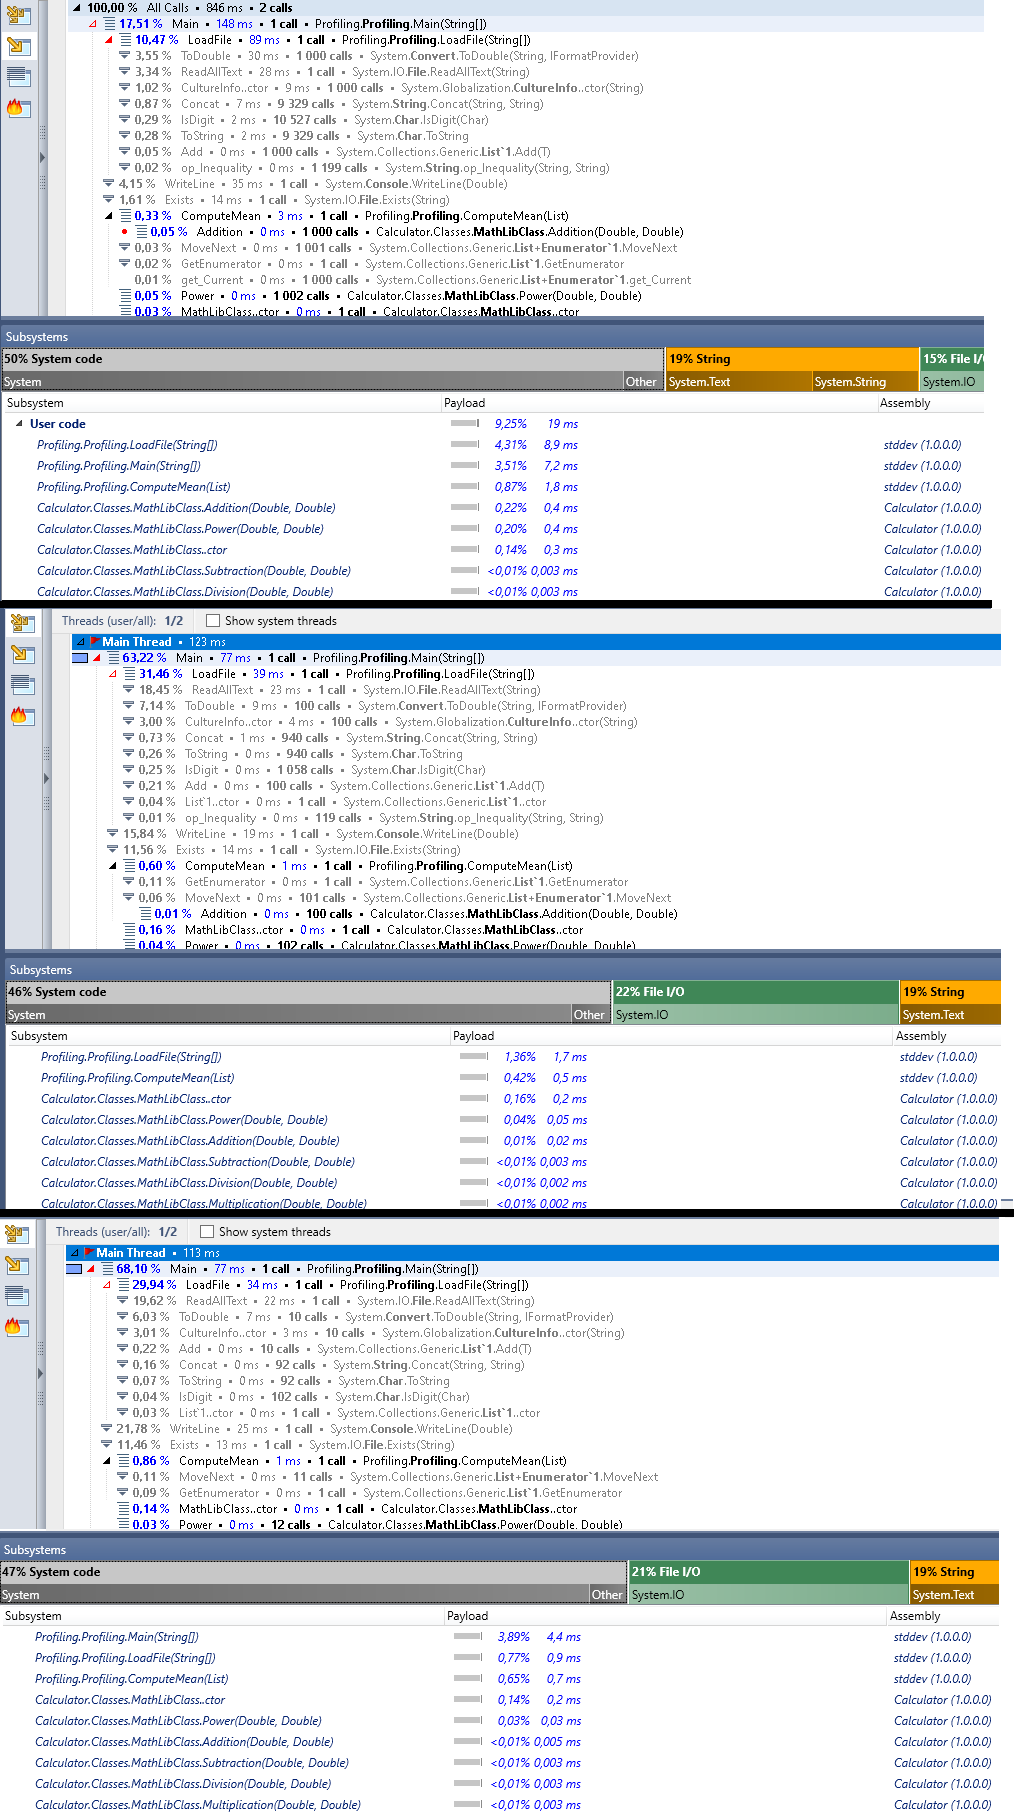 100,00 % All Calls • 846 ms • 2 calls
17,51 % Main • 148 ms • 1 call • Profiling.Profiling.Main(String[])
10,47 % LoadFile • 89 ms • 1 call • Profiling.Profiling.LoadFile(String[])
3,55 % ToDouble • 30 ms • 1 000 calls • System.Convert.ToDouble(String, IFormatProvider)
3,34 % ReadAllText • 28 ms • 1 call • System.IO.File.ReadAllText(String)
1,02 % CultureInfo..ctor • 9 ms • 1 000 calls • System.Globalization.CultureInfo..ctor(String)
0,87 % Concat • 7 ms • 9 329 calls • System.String.Concat(String, String)
0,29 % IsDigit • 2 ms • 10 527 calls • System.Char.IsDigit(Char)
0,28 % ToString • 2 ms • 9 329 calls • System.Char.ToString
0,05 % Add • 0 ms • 1 000 calls • System.Collections.Generic.List`1.Add(T)
0,02 % op_Inequality • 0 ms • 1 199 calls • System.String.op_Inequality(String, String)
4,15 % WriteLine • 35 ms • 1 call • System.Console.WriteLine(Double)
1,61 % Exists • 14 ms • 1 call • System.IO.File.Exists(String)
0,33 % ComputeMean • 3 ms • 1 call • Profiling.Profiling.ComputeMean(List)
0,05 % Addition • 0 ms • 1 000 calls • Calculator.Classes.MathLibClass.Addition(Double, Double)
0,03 % MoveNext • 0 ms • 1 001 calls • System.Collections.Generic.List+Enumerator`1.MoveNext
0,02 % GetEnumerator • 0 ms • 1 call • System.Collections.Generic.List`1.GetEnumerator
0,01 % get_Current • 0 ms • 1 000 calls • System.Collections.Generic.List+Enumerator`1.get_Current
0,05 % Power • 0 ms • 1 002 calls • Calculator.Classes.MathLibClass.Power(Double, Double)
0,03 % MathLibClass..ctor • 0 ms • 1 call • Calculator.Classes.MathLibClass..ctor
Subsystems
50% System code 19% String 15% File I/
System Other System.Text System.String System.IO
Subsystem Payload Assembly
User code 9,25% 19 ms
Profiling.Profiling.LoadFile(String[]) 4,31% 8,9 ms stddev (1.0.0.0)
Profiling.Profiling.Main(String[]) 3,51% 7,2 ms stddev (1.0.0.0)
Profiling.Profiling.ComputeMean(List) 0,87% 1,8 ms stddev (1.0.0.0)
Calculator.Classes.MathLibClass.Addition(Double, Double) 0,22% 0,4 ms Calculator (1.0.0.0)
Calculator.Classes.MathLibClass.Power(Double, Double) 0,20% 0,4 ms Calculator (1.0.0.0)
Calculator.Classes.MathLibClass..ctor 0,14% 0,3 ms Calculator (1.0.0.0)
Calculator.Classes.MathLibClass.Subtraction(Double, Double) <0,01% 0,003 ms Calculator (1.0.0.0)
Calculator.Classes.MathLibClass.Division(Double, Double) <0,01% 0,003 ms Calculator (1.0.0.0)
Threads (user/all): 1/2 Show system threads
Main Thread • 123 ms
63,22 % Main • 77 ms • 1 call • Profiling.Profiling.Main(String[])
31,46 % LoadFile • 39 ms • 1 call • Profiling.Profiling.LoadFile(String[])
18,45 % ReadAllText • 23 ms • 1 call • System.IO.File.ReadAllText(String)
7,14 % ToDouble • 9 ms • 100 calls • System.Convert.ToDouble(String, IFormatProvider)
3,00 % CultureInfo..ctor • 4 ms • 100 calls • System.Globalization.CultureInfo..ctor(String)
0,73 % Concat • 1 ms • 940 calls • System.String.Concat(String, String)
0,26 % ToString • 0 ms • 940 calls • System.Char.ToString
0,25 % IsDigit • 0 ms • 1 058 calls • System.Char.IsDigit(Char)
0,21 % Add • 0 ms • 100 calls • System.Collections.Generic.List`1.Add(T)
0,04 % List`1..ctor • 0 ms • 1 call • System.Collections.Generic.List`1..ctor
0,01 % op_Inequality • 0 ms • 119 calls • System.String.op_Inequality(String, String)
15,84 % WriteLine • 19 ms • 1 call • System.Console.WriteLine(Double)
11,56 % Exists • 14 ms • 1 call • System.IO.File.Exists(String)
0,60 % ComputeMean • 1 ms • 1 call • Profiling.Profiling.ComputeMean(List)
0,11 % GetEnumerator • 0 ms • 1 call • System.Collections.Generic.List`1.GetEnumerator
0,06 % MoveNext • 0 ms • 101 calls • System.Collections.Generic.List+Enumerator`1.MoveNext
0,01 % Addition • 0 ms • 100 calls • Calculator.Classes.MathLibClass.Addition(Double, Double)
0,16 % MathLibClass..ctor • 0 ms • 1 call • Calculator.Classes.MathLibClass..ctor
0,04 % Power • 0 ms • 102 calls • Calculator.Classes.MathLibClass.Power(Double, Double)
Subsystems
46% System code 22% File I/O 19% String
System Other System.IO System.Text
Subsystem Payload Assembly
Profiling.Profiling.LoadFile(String[]) 1,36% 1,7 ms stddev (1.0.0.0)
Profiling.Profiling.ComputeMean(List) 0,42% 0,5 ms stddev (1.0.0.0)
Calculator.Classes.MathLibClass..ctor 0,16% 0,2 ms Calculator (1.0.0.0)
Calculator.Classes.MathLibClass.Power(Double, Double) 0,04% 0,05 ms Calculator (1.0.0.0)
Calculator.Classes.MathLibClass.Addition(Double, Double) 0,01% 0,02 ms Calculator (1.0.0.0)
Calculator.Classes.MathLibClass.Subtraction(Double, Double) <0,01% 0,003 ms Calculator (1.0.0.0)
Calculator.Classes.MathLibClass.Division(Double, Double) <0,01% 0,002 ms Calculator (1.0.0.0)
Calculator.Classes.MathLibClass.Multiplication(Double, Double) <0,01% 0,002 ms Calculator (1.0.0.0)
Threads (user/all): 1/2 Show system threads
Main Thread • 113 ms
68,10 % Main • 77 ms • 1 call • Profiling.Profiling.Main(String[])
29,94 % LoadFile • 34 ms • 1 call • Profiling.Profiling.LoadFile(String[])
19,62 % ReadAllText • 22 ms • 1 call • System.IO.File.ReadAllText(String)
6,03 % ToDouble • 7 ms • 10 calls • System.Convert.ToDouble(String, IFormatProvider)
3,01 % CultureInfo..ctor • 3 ms • 10 calls • System.Globalization.CultureInfo..ctor(String)
0,22 % Add • 0 ms • 10 calls • System.Collections.Generic.List`1.Add(T)
0,16 % Concat • 0 ms • 92 calls • System.String.Concat(String, String)
0,07 % ToString • 0 ms • 92 calls • System.Char.ToString
0,04 % IsDigit • 0 ms • 102 calls • System.Char.IsDigit(Char)
0,03 % List`1..ctor • 0 ms • 1 call • System.Collections.Generic.List`1..ctor
21,78 % WriteLine • 25 ms • 1 call • System.Console.WriteLine(Double)
11,46 % Exists • 13 ms • 1 call • System.IO.File.Exists(String)
0,86 % ComputeMean • 1 ms • 1 call • Profiling.Profiling.ComputeMean(List)
0,11 % MoveNext • 0 ms • 11 calls • System.Collections.Generic.List+Enumerator`1.MoveNext
0,09 % GetEnumerator • 0 ms • 1 call • System.Collections.Generic.List`1.GetEnumerator
0,14 % MathLibClass..ctor • 0 ms • 1 call • Calculator.Classes.MathLibClass..ctor
0,03 % Power • 0 ms • 12 calls • Calculator.Classes.MathLibClass.Power(Double, Double)
Subsystems
47% System code 21% File I/O 19% String
System Other System.IO System.Text
Subsystem Payload Assembly
Profiling.Profiling.Main(String[]) 3,89% 4,4 ms stddev (1.0.0.0)
Profiling.Profiling.LoadFile(String[]) 0,77% 0,9 ms stddev (1.0.0.0)
Profiling.Profiling.ComputeMean(List) 0,65% 0,7 ms stddev (1.0.0.0)
Calculator.Classes.MathLibClass..ctor 0,14% 0,2 ms Calculator (1.0.0.0)
Calculator.Classes.MathLibClass.Power(Double, Double) 0,03% 0,03 ms Calculator (1.0.0.0)
Calculator.Classes.MathLibClass.Addition(Double, Double) <0,01% 0,005 ms Calculator (1.0.0.0)
Calculator.Classes.MathLibClass.Subtraction(Double, Double) <0,01% 0,003 ms Calculator (1.0.0.0)
Calculator.Classes.MathLibClass.Division(Double, Double) <0,01% 0,003 ms Calculator (1.0.0.0)
Calculator.Classes.MathLibClass.Multiplication(Double, Double) <0,01% 0,003 ms Calculator (1.0.0.0)